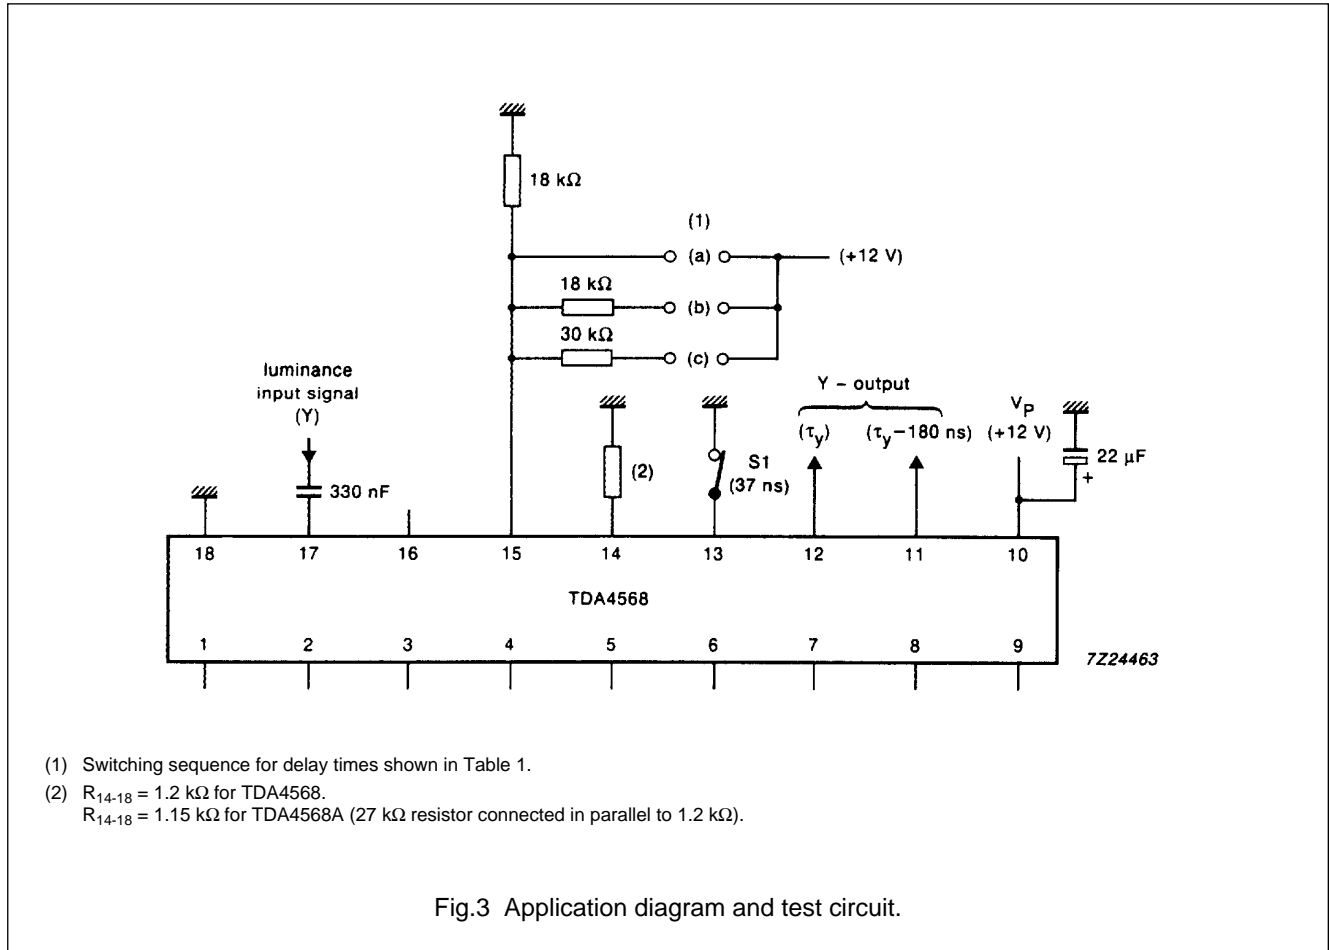 18 kΩ
(1)
(a)
(+12 V)
18 kΩ
(b)
30 kΩ
(c)
luminance
input signal
(Y)
330 nF
(2)
S1
(37 ns)
Y – output
(τy)
(τy–180 ns)
VP
(+12 V)
22 μF
+
18 17 16 15 14 13 12 11 10
TDA4568
1 2 3 4 5 6 7 8 9
7Z24463
(1) Switching sequence for delay times shown in Table 1.
(2) R14-18 = 1.2 kΩ for TDA4568.
R14-18 = 1.15 kΩ for TDA4568A (27 kΩ resistor connected in parallel to 1.2 kΩ).
Fig.3 Application diagram and test circuit.